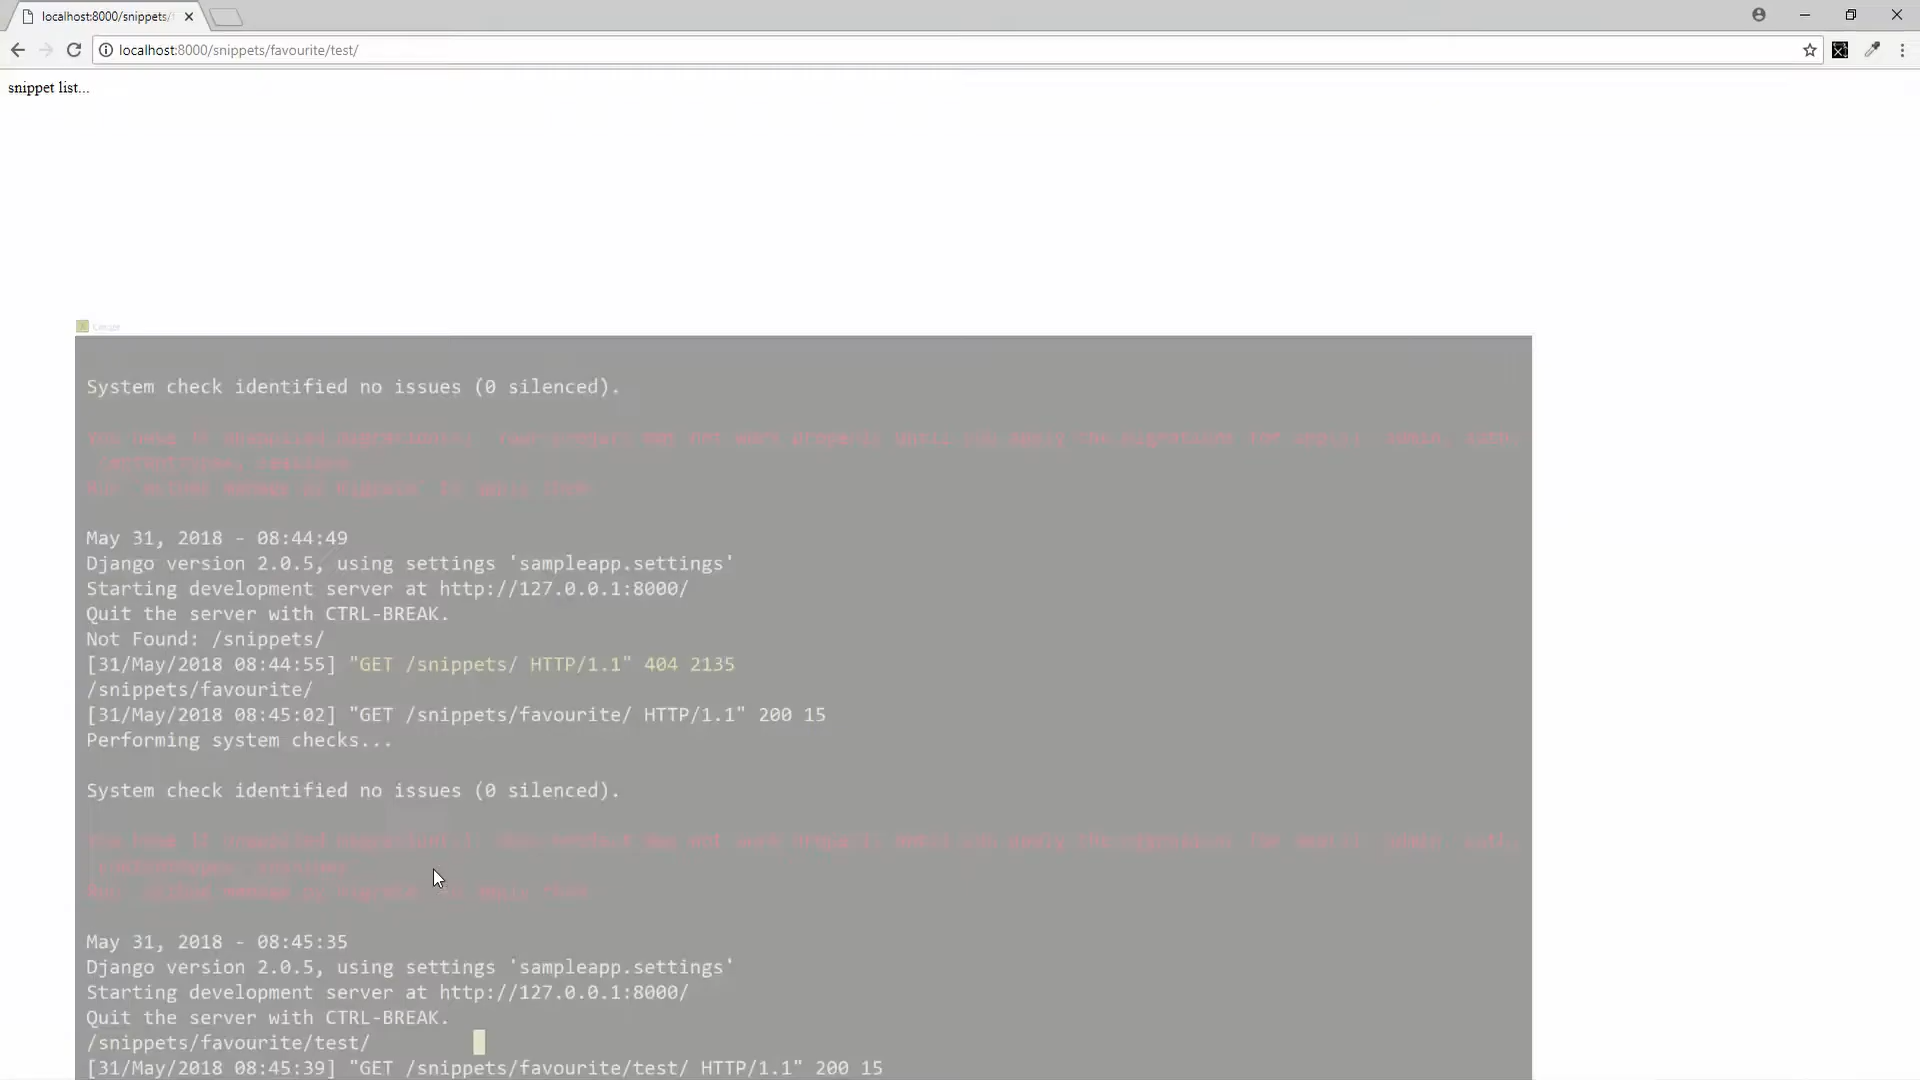 localhost:8000/snippets/
localhost:8000/snippets/favourite/test/
snippet list...
System check identified no issues (0 silenced).
May 31, 2018 - 08:44:49
Django version 2.0.5, using settings 'sampleapp.settings'
Starting development server at http://127.0.0.1:8000/
Quit the server with CTRL-BREAK.
Not Found: /snippets/
[31/May/2018 08:44:55] "GET /snippets/ HTTP/1.1" 404 2135
/snippets/favourite/
[31/May/2018 08:45:02] "GET /snippets/favourite/ HTTP/1.1" 200 15
Performing system checks...
System check identified no issues (0 silenced).
May 31, 2018 - 08:45:35
Django version 2.0.5, using settings 'sampleapp.settings'
Starting development server at http://127.0.0.1:8000/
Quit the server with CTRL-BREAK.
/snippets/favourite/test/
[31/May/2018 08:45:39] "GET /snippets/favourite/test/ HTTP/1.1" 200 15